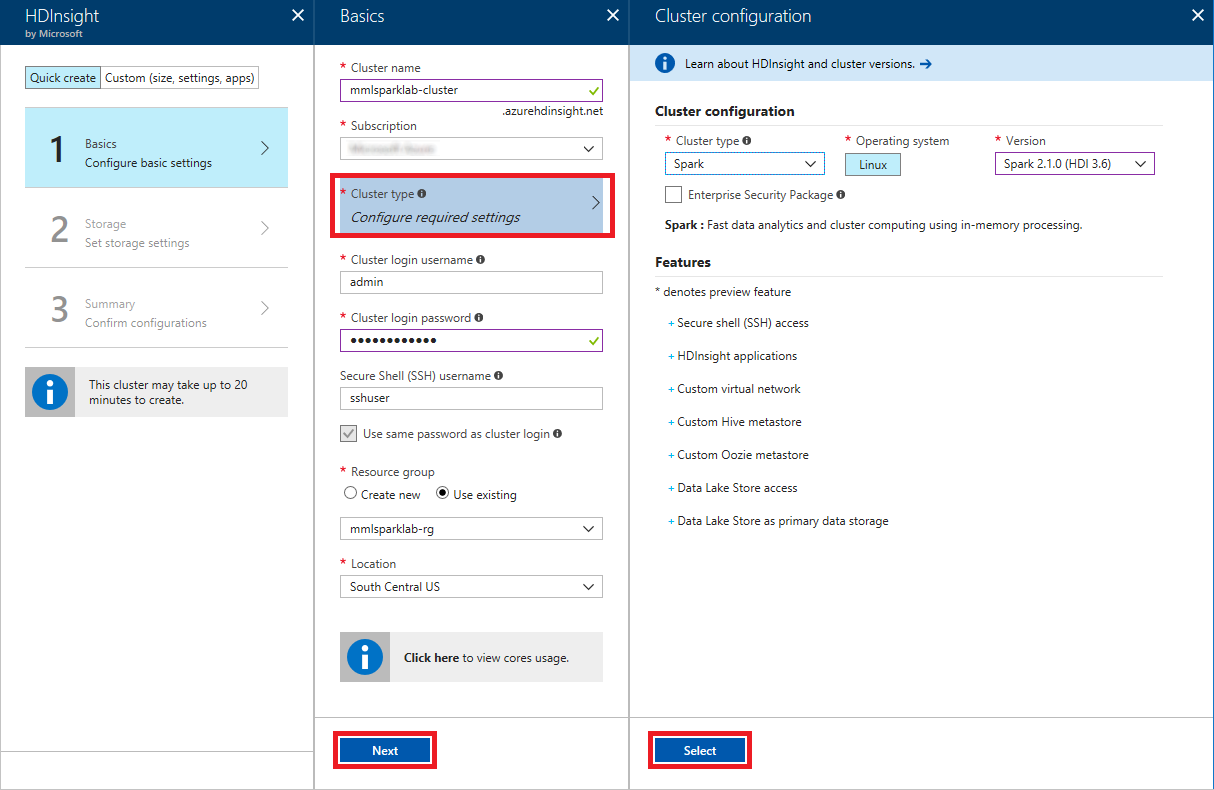 HDInsight
by Microsoft
Quick create Custom (size, settings, apps)
1
Basics
Configure basic settings
2
Storage
Set storage settings
3
Summary
Confirm configurations
This cluster may take up to 20
minutes to create.
Basics
* Cluster name
mmlsparklab-cluster
.azurehdinsight.net
* Subscription
* Cluster type
Configure required settings
* Cluster login username
admin
* Cluster login password
●●●●●●●●●●●●
Secure Shell (SSH) username
sshuser
Use same password as cluster login
* Resource group
Create new Use existing
mmlsparklab-rg
* Location
South Central US
Click here to view cores usage.
Next
Cluster configuration
Learn about HDInsight and cluster versions. →
Cluster configuration
* Cluster type * Operating system * Version
Spark Linux Spark 2.1.0 (HDI 3.6)
Enterprise Security Package
Spark : Fast data analytics and cluster computing using in-memory processing.
Features
* denotes preview feature
+ Secure shell (SSH) access
+ HDInsight applications
+ Custom virtual network
+ Custom Hive metastore
+ Custom Oozie metastore
+ Data Lake Store access
+ Data Lake Store as primary data storage
Select